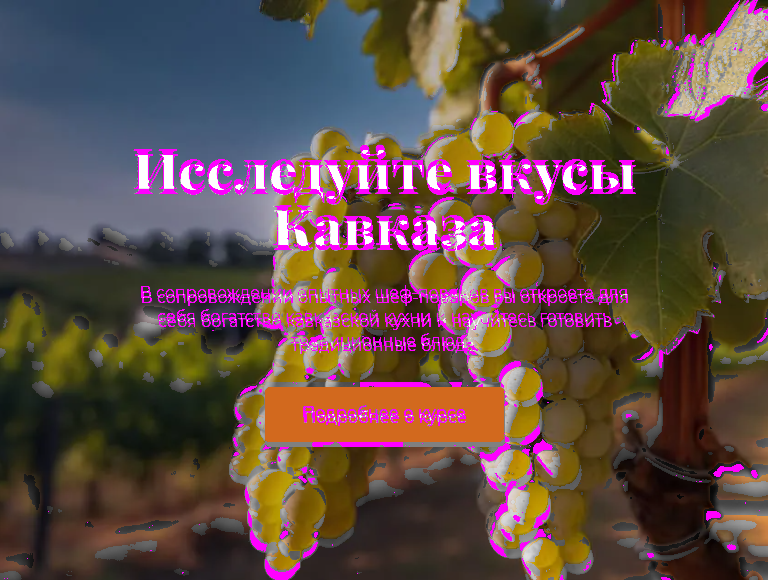 Исследуйте вкусы
Кавказа
В сопровождении опытных шеф-поваров вы откроете для
себя богатство кавказской кухни и научитесь готовить
традиционные блюда.
Подробнее о курсе